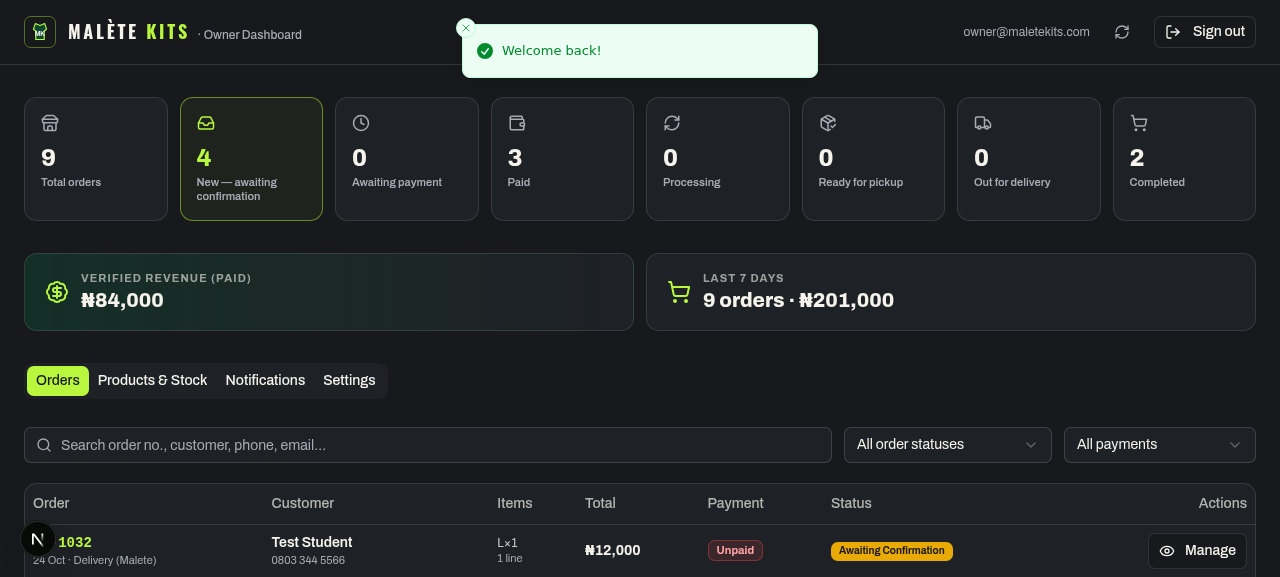 MK
MALÈTE KITS · Owner Dashboard
Welcome back!
owner@maletekits.com
Sign out
9
Total orders
4
New — awaiting
confirmation
0
Awaiting payment
3
Paid
0
Processing
0
Ready for pickup
0
Out for delivery
2
Completed
VERIFIED REVENUE (PAID)
₦84,000
LAST 7 DAYS
9 orders · ₦201,000
Orders Products & Stock Notifications Settings
Search order no., customer, phone, email...
All order statuses
All payments
Order Customer Items Total Payment Status Actions
N
1032
24 Oct · Delivery (Malete)
Test Student
0803 344 5566
L×1
1 line
₦12,000
Unpaid
Awaiting Confirmation
Manage